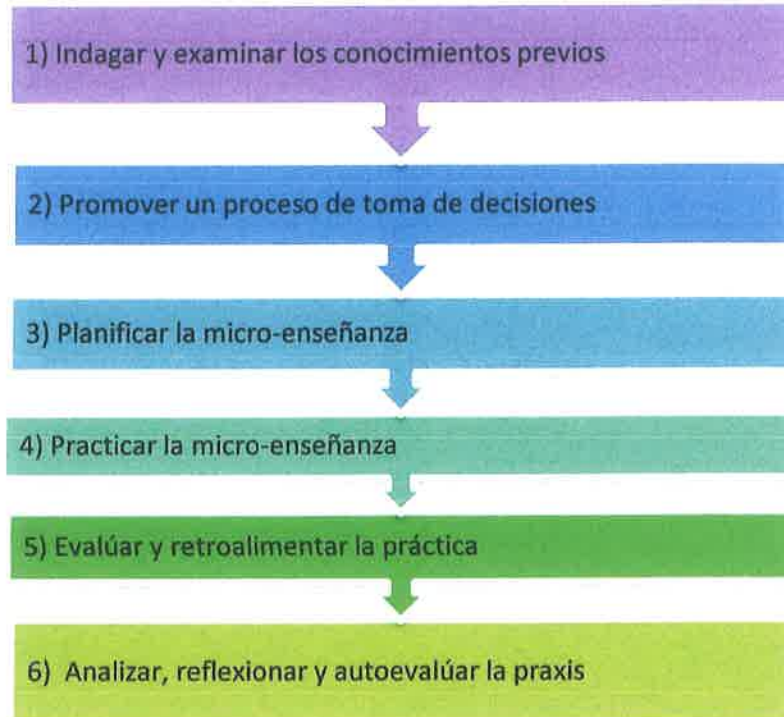 1) Indagar y examinar los conocimientos previos
2) Promover un proceso de toma de decisiones
3) Planificar la micro-enseñanza
4) Practicar la micro-enseñanza
5) Evalúar y retroalimentar la práctica
6) Analizar, reflexionar y autoevalúar la praxis